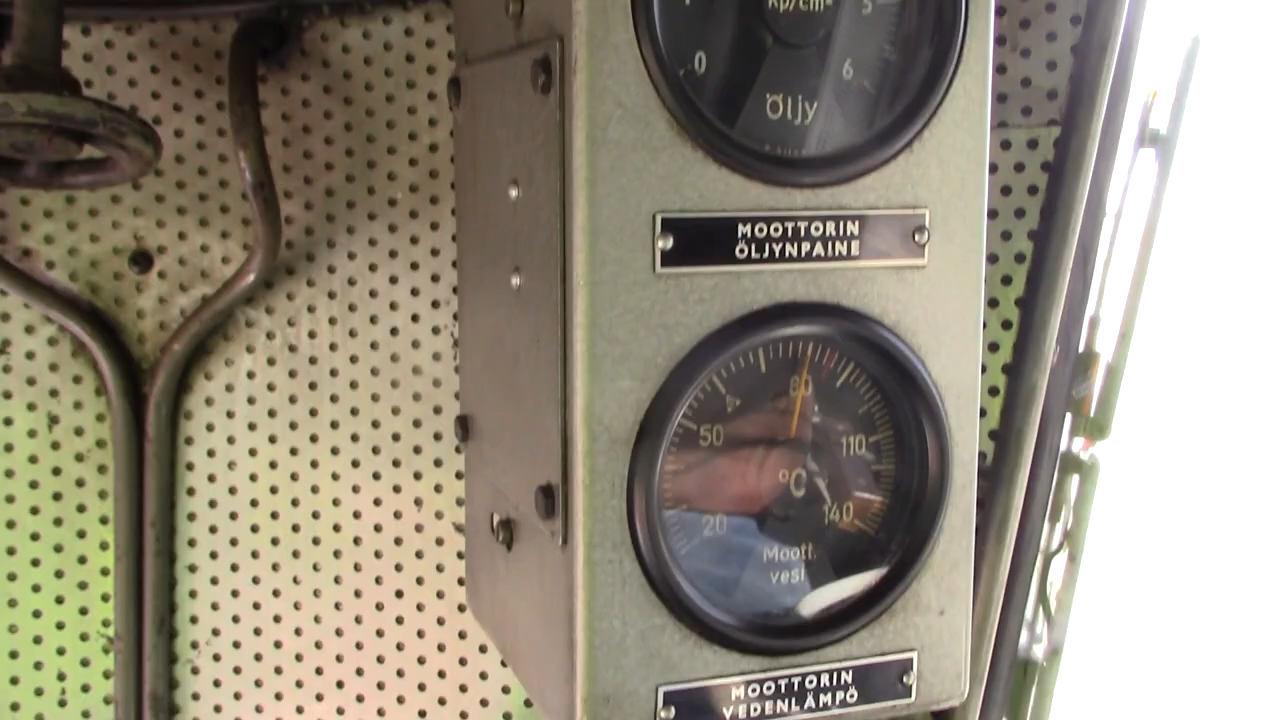 Kp/cm²
5
0
6
Öljy
MOOTTORIN
ÖLJYNPAINE
80
50
110
°C
20
140
Moott.
vesi
MOOTTORIN
VEDENLÄMPÖ